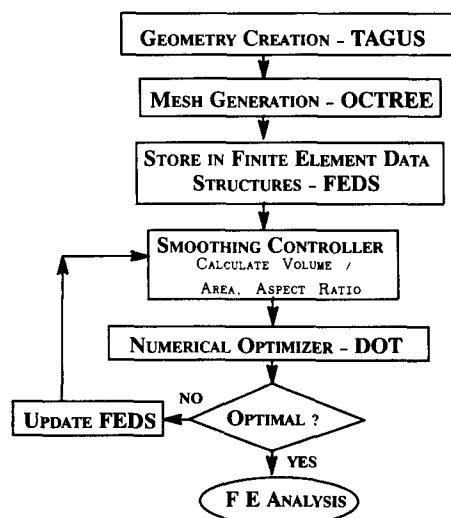 GEOMETRY CREATION - TAGUS
MESH GENERATION - OCTREE
STORE IN FINITE ELEMENT DATA
STRUCTURES - FEDS
SMOOTHING CONTROLLER
CALCULATE VOLUME /
AREA, ASPECT RATIO
NUMERICAL OPTIMIZER - DOT
NO
UPDATE FEDS
OPTIMAL ?
YES
F E ANALYSIS